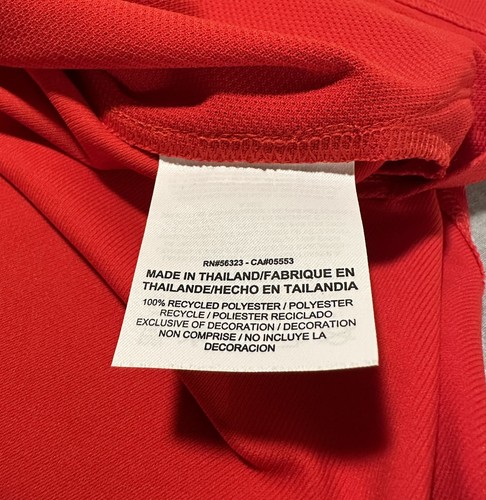 RN#56323 - CA#05553
MADE IN THAILAND/FABRIQUE EN
THAILANDE/HECHO EN TAILANDIA
100% RECYCLED POLYESTER / POLYESTER
RECYCLE / POLIESTER RECICLADO
EXCLUSIVE OF DECORATION / DECORATION
NON COMPRISE / NO INCLUYE LA
DECORACION